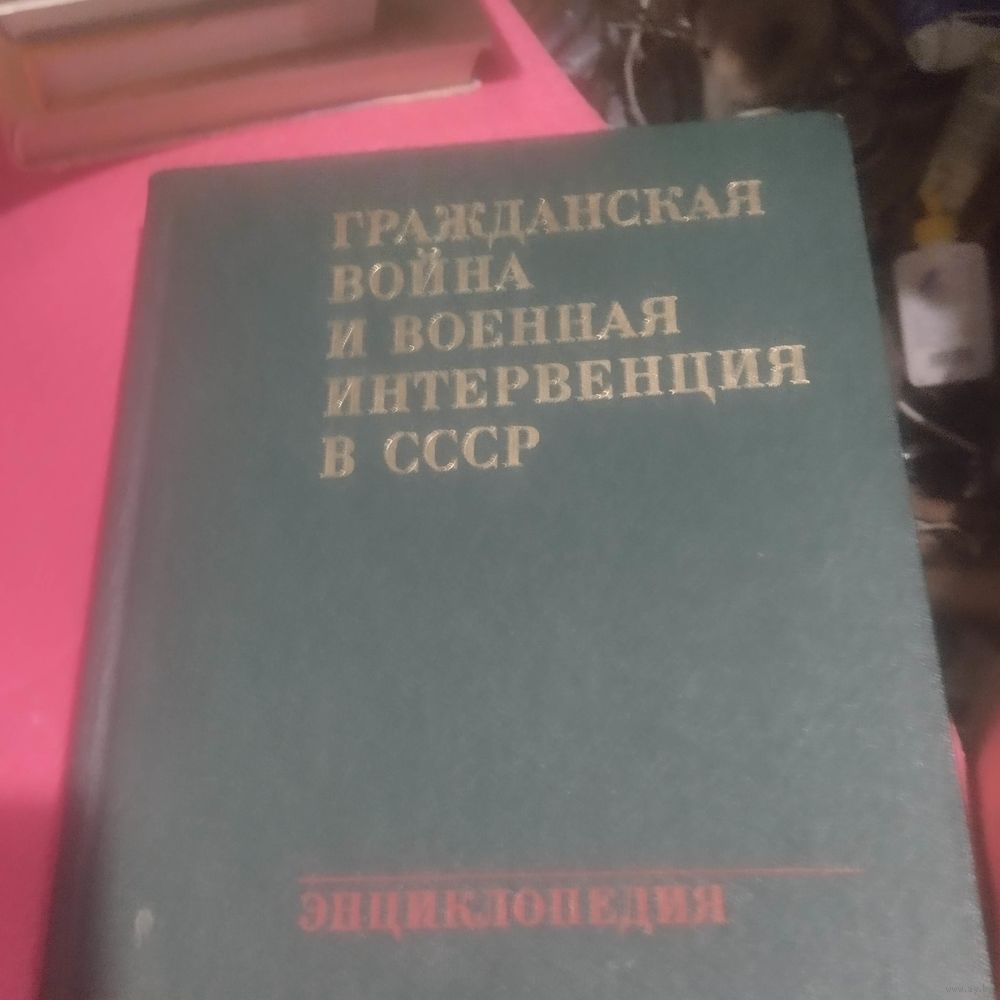 ГРАЖДАНСКАЯ
ВОЙНА
И ВОЕННАЯ
ИНТЕРВЕНЦИЯ
В СССР
ЭНЦИКЛОПЕДИЯ